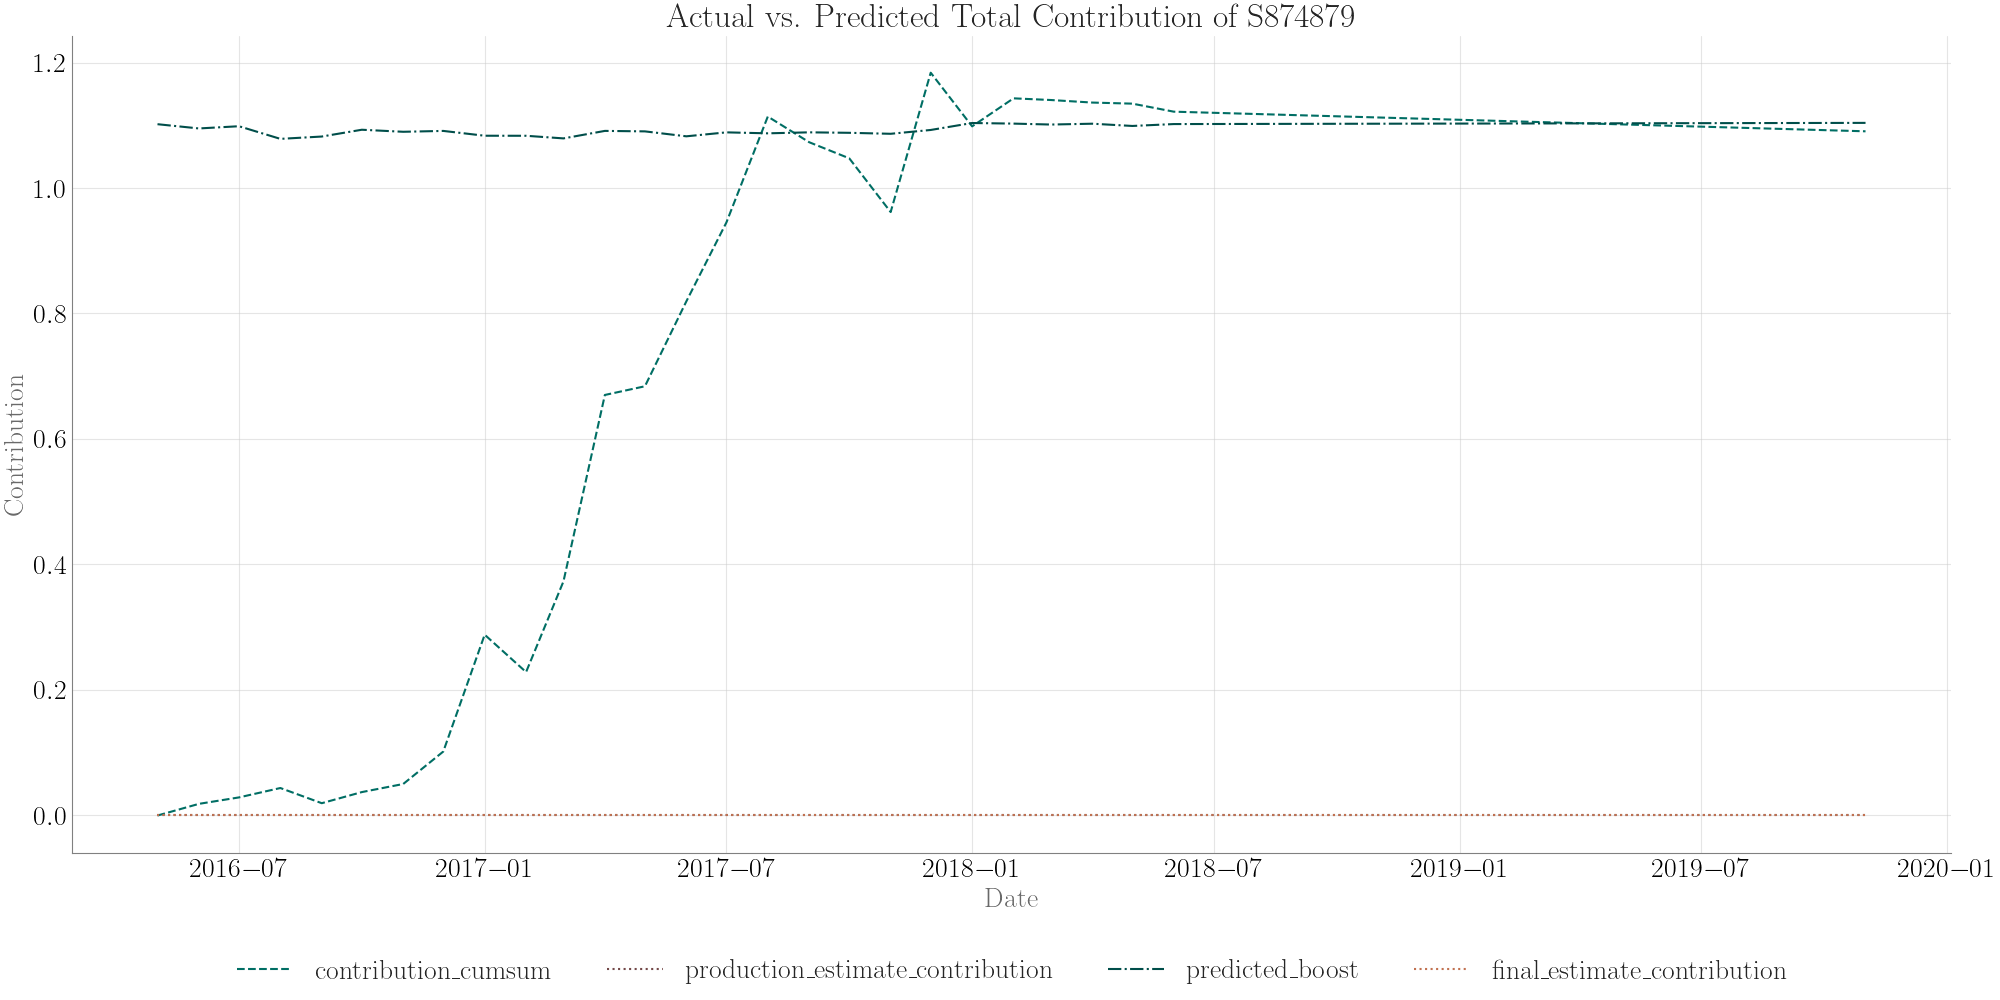 Actual vs. Predicted Total Contribution of S874879
1.2
1.0
0.8
0.6
0.4
0.2
0.0
Contribution
2016–07 2017–01 2017–07 2018–01 2018–07 2019–01 2019–07 2020–01
Date
contribution_cumsum production_estimate_contribution predicted_boost final_estimate_contribution